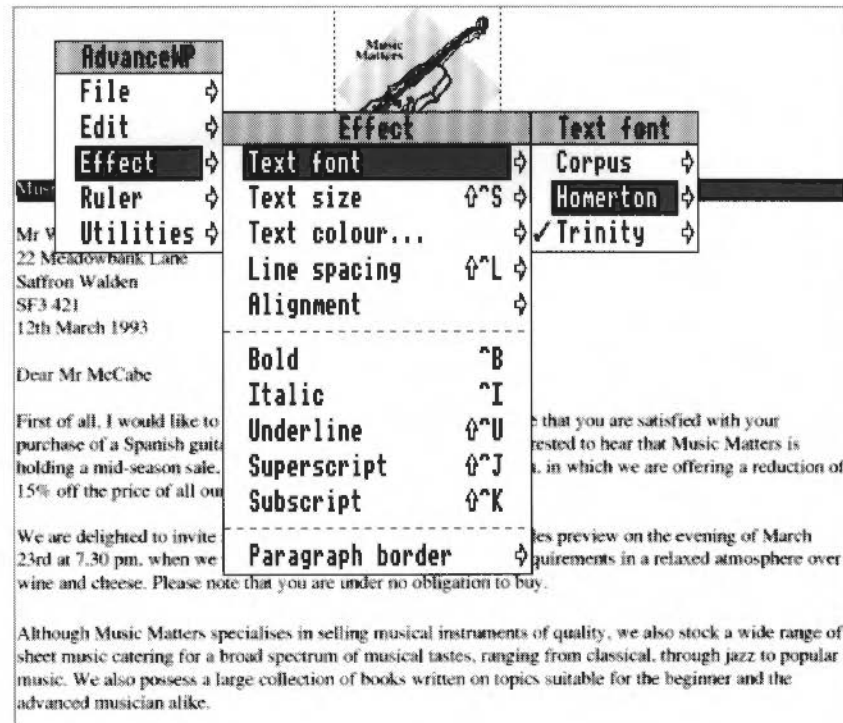 Music
Matters
AdvanceWP
File
Edit
Effect
Ruler
Utilities
Effect
Text font
Text size ⇧^S
Text colour...
Line spacing ⇧^L
Alignment
Bold ^B
Italic ^I
Underline ⇧^U
Superscript ⇧^J
Subscript ⇧^K
Paragraph border
Text font
Corpus
Homerton
✓Trinity
Mr
22 Meadowbank Lane
Saffron Walden
SF3 421
12th March 1993
Dear Mr McCabe
First of all, I would like to that you are satisfied with your
purchase of a Spanish to hear that Music Matters is
holding a mid-season sale. in which we are offering a reduction of
15% off the price of all
We are delighted to invite preview on the evening of March
23rd at 7.30 pm. when we in a relaxed atmosphere over
wine and cheese. Please note that you are under no obligation to buy.
Although Music Matters specialises in selling musical instruments of quality, we also stock a wide range of
sheet music catering for a broad spectrum of musical tastes, ranging from classical, through jazz to popular
music. We also possess a large collection of books written on topics suitable for the beginner and the
advanced musician alike.